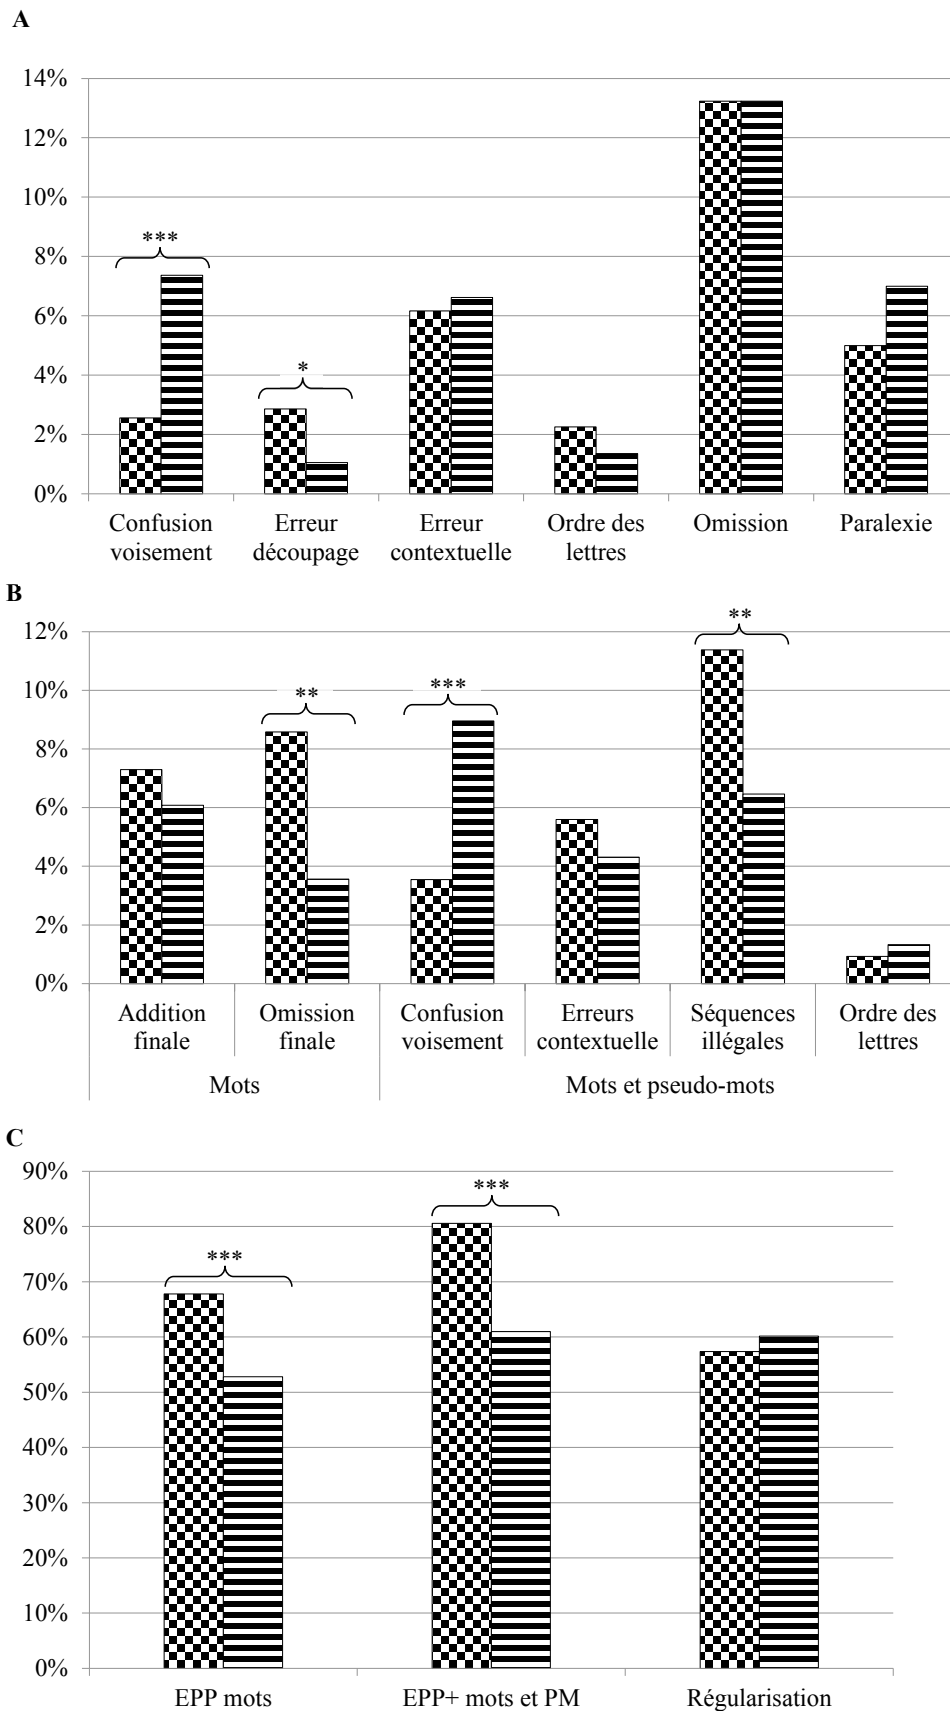 A
14%
12%
10%
8%
6%
4%
2%
0%
***
*
Confusion voisement
Erreur découpage
Erreur contextuelle
Ordre des lettres
Omission
Paralexie
B
12%
10%
8%
6%
4%
2%
0%
**
***
**
Addition finale
Omission finale
Confusion voisement
Erreurs contextuelle
Séquences illégales
Ordre des lettres
Mots
Mots et pseudo-mots
C
90%
80%
70%
60%
50%
40%
30%
20%
10%
0%
***
***
EPP mots
EPP+ mots et PM
Régularisation